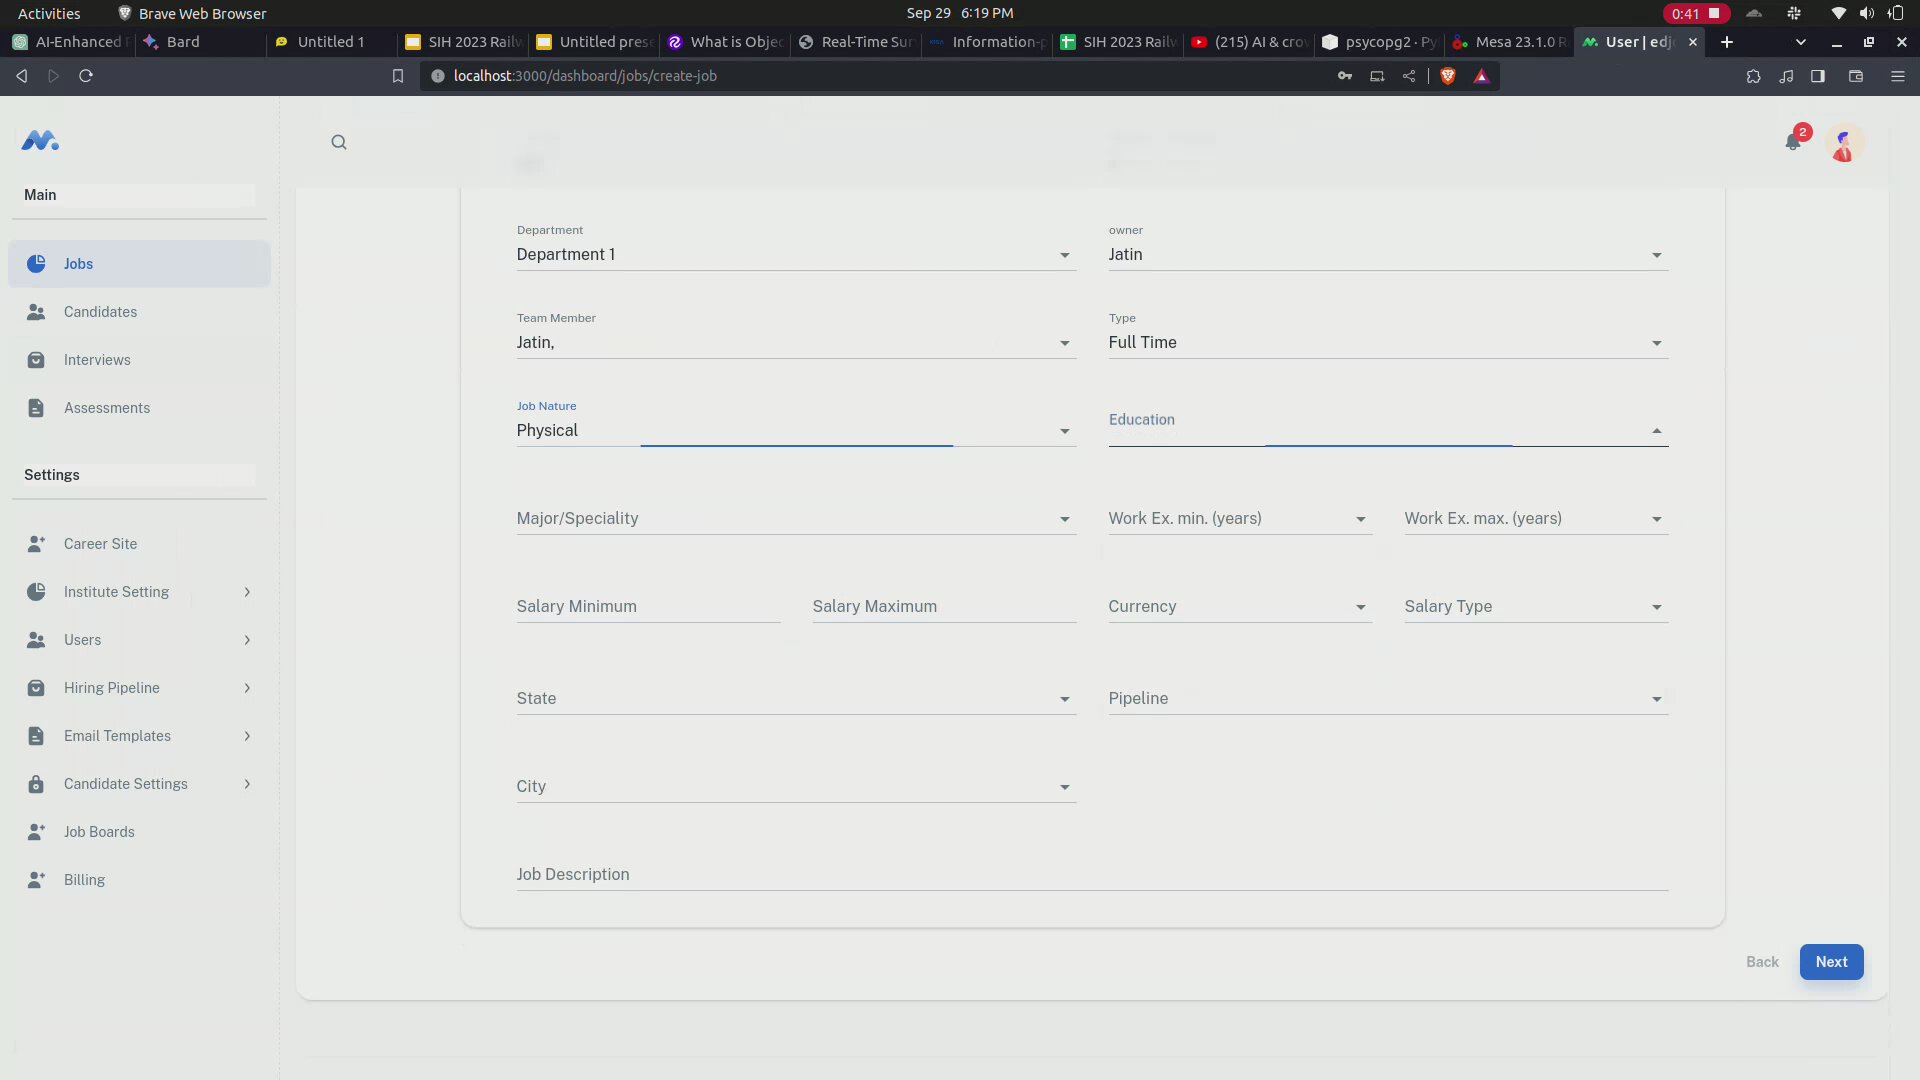 Activities
Brave Web Browser
Sep 29 6:19 PM
0:41
AI-Enhanced
Bard
Untitled 1
SIH 2023 Railw
Untitled prese
What is Objec
Real-Time Sur
Information-p
SIH 2023 Railw
(215) AI & crow
psycopg2 · Py
Mesa 23.1.0 R
User | edj
localhost:3000/dashboard/jobs/create-job
2
Main
Jobs
Candidates
Interviews
Assessments
Settings
Career Site
Institute Setting
Users
Hiring Pipeline
Email Templates
Candidate Settings
Job Boards
Billing
Department
Department 1
owner
Jatin
Team Member
Jatin,
Type
Full Time
Job Nature
Physical
Education
Major/Speciality
Work Ex. min. (years)
Work Ex. max. (years)
Salary Minimum
Salary Maximum
Currency
Salary Type
State
Pipeline
City
Job Description
Back
Next